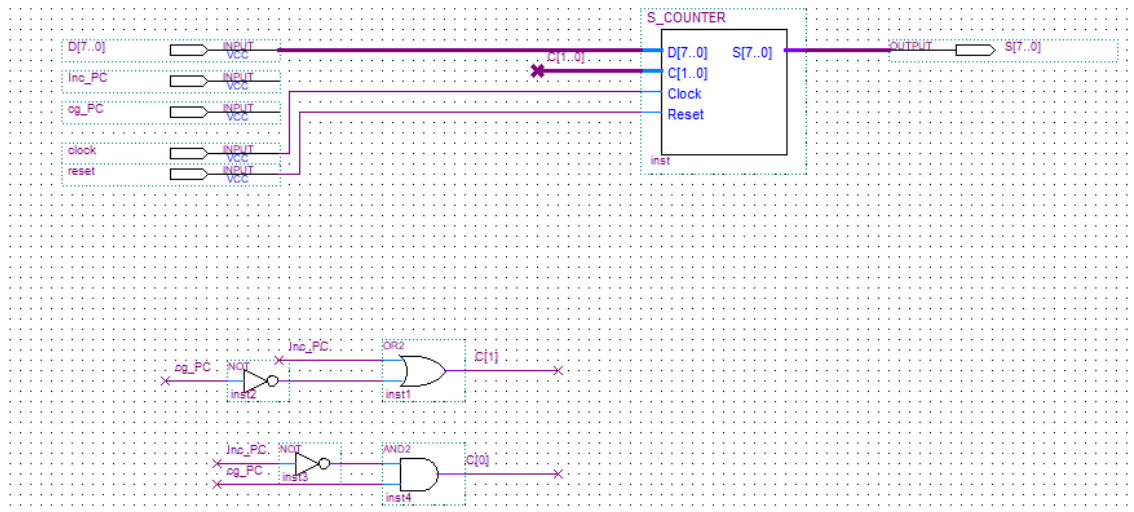 S_COUNTER
D[7..0] INPUT VCC
C[1..0]
D[7..0] S[7..0]
OUTPUT S[7..0]
Inc_PC INPUT VCC
C[1..0]
cg_PC INPUT VCC
Clock
Reset
clock INPUT VCC
reset INPUT VCC
inst
Inc_PC
OR2
C[1]
cg_PC
NOT
inst2
inst1
Inc_PC
NOT
AND2
C[0]
cg_PC
inst3
inst4